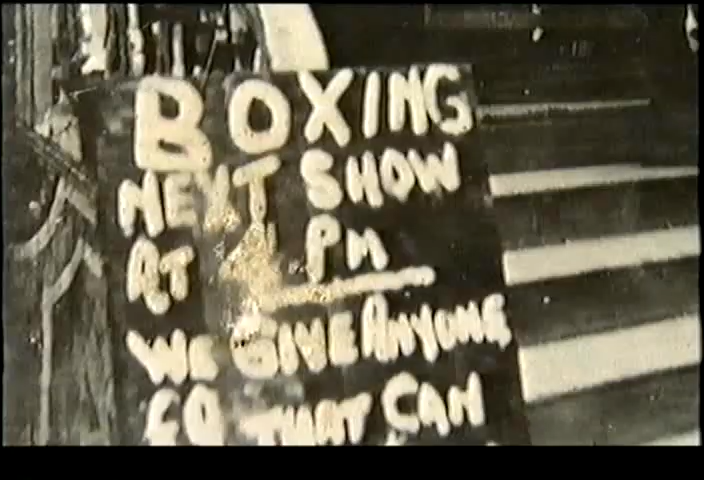 BOXING
NEXT SHOW
AT PM
WE GIVE ANYONE
THAT CAN